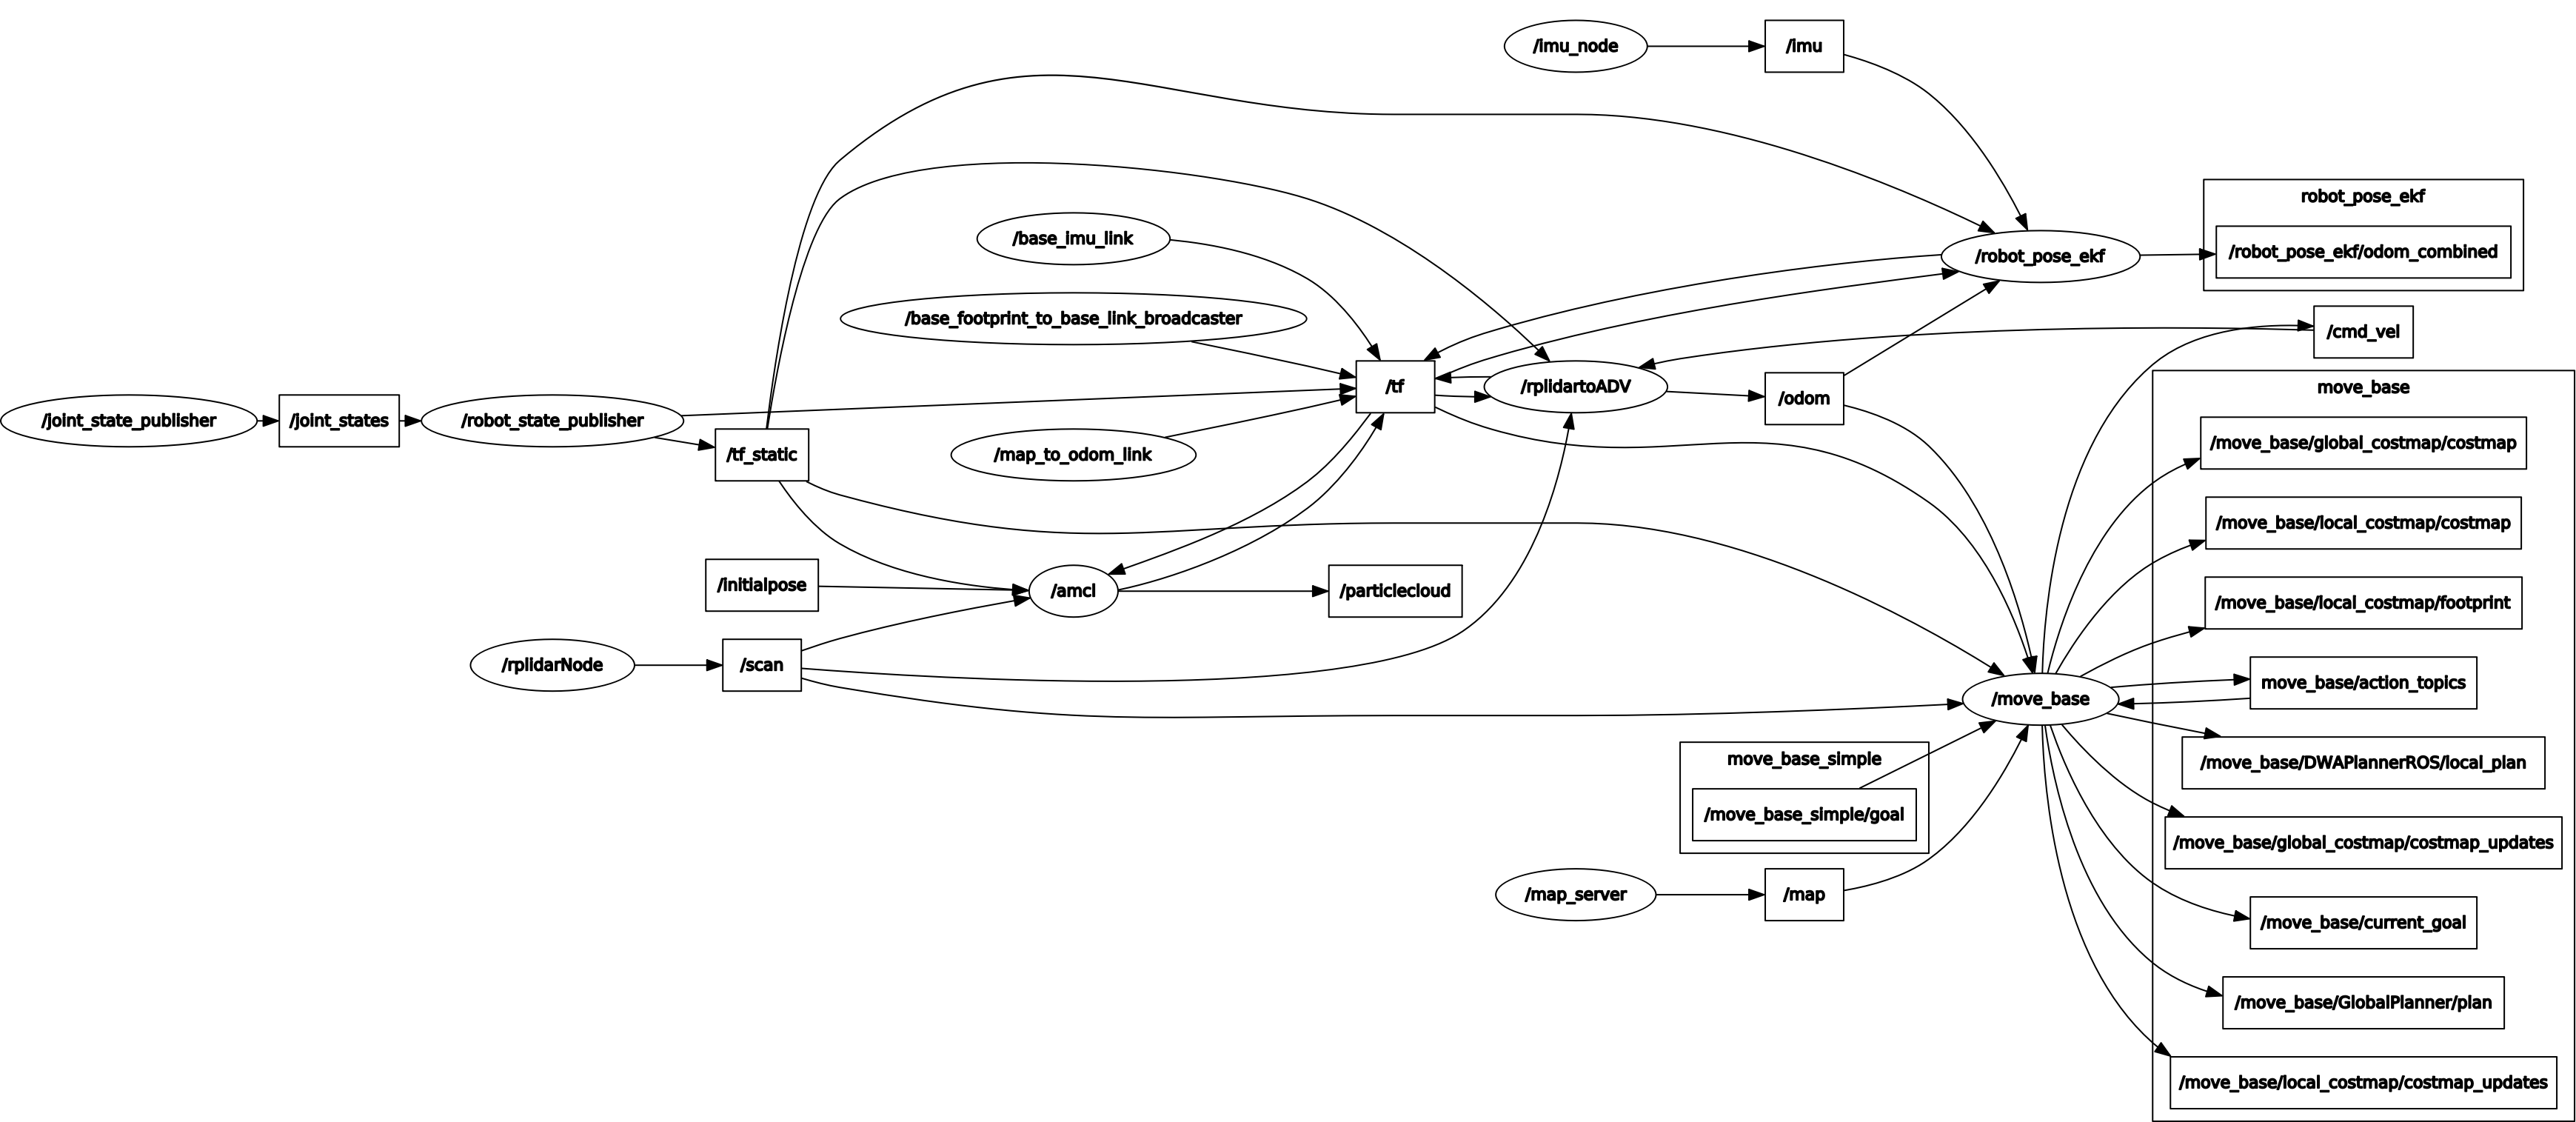 /imu_node
/imu
robot_pose_ekf
/base_imu_link
/robot_pose_ekf
/robot_pose_ekf/odom_combined
/base_footprint_to_base_link_broadcaster
/cmd_vel
/tf
/rplidartoADV
/odom
move_base
/joint_state_publisher
/joint_states
/robot_state_publisher
/tf_static
/map_to_odom_link
/move_base/global_costmap/costmap
/move_base/local_costmap/costmap
/initialpose
/amcl
/particlecloud
/move_base/local_costmap/footprint
/rplidarNode
/scan
/move_base
move_base/action_topics
move_base_simple
/move_base/DWAPlannerROS/local_plan
/move_base_simple/goal
/move_base/global_costmap/costmap_updates
/map_server
/map
/move_base/current_goal
/move_base/GlobalPlanner/plan
/move_base/local_costmap/costmap_updates